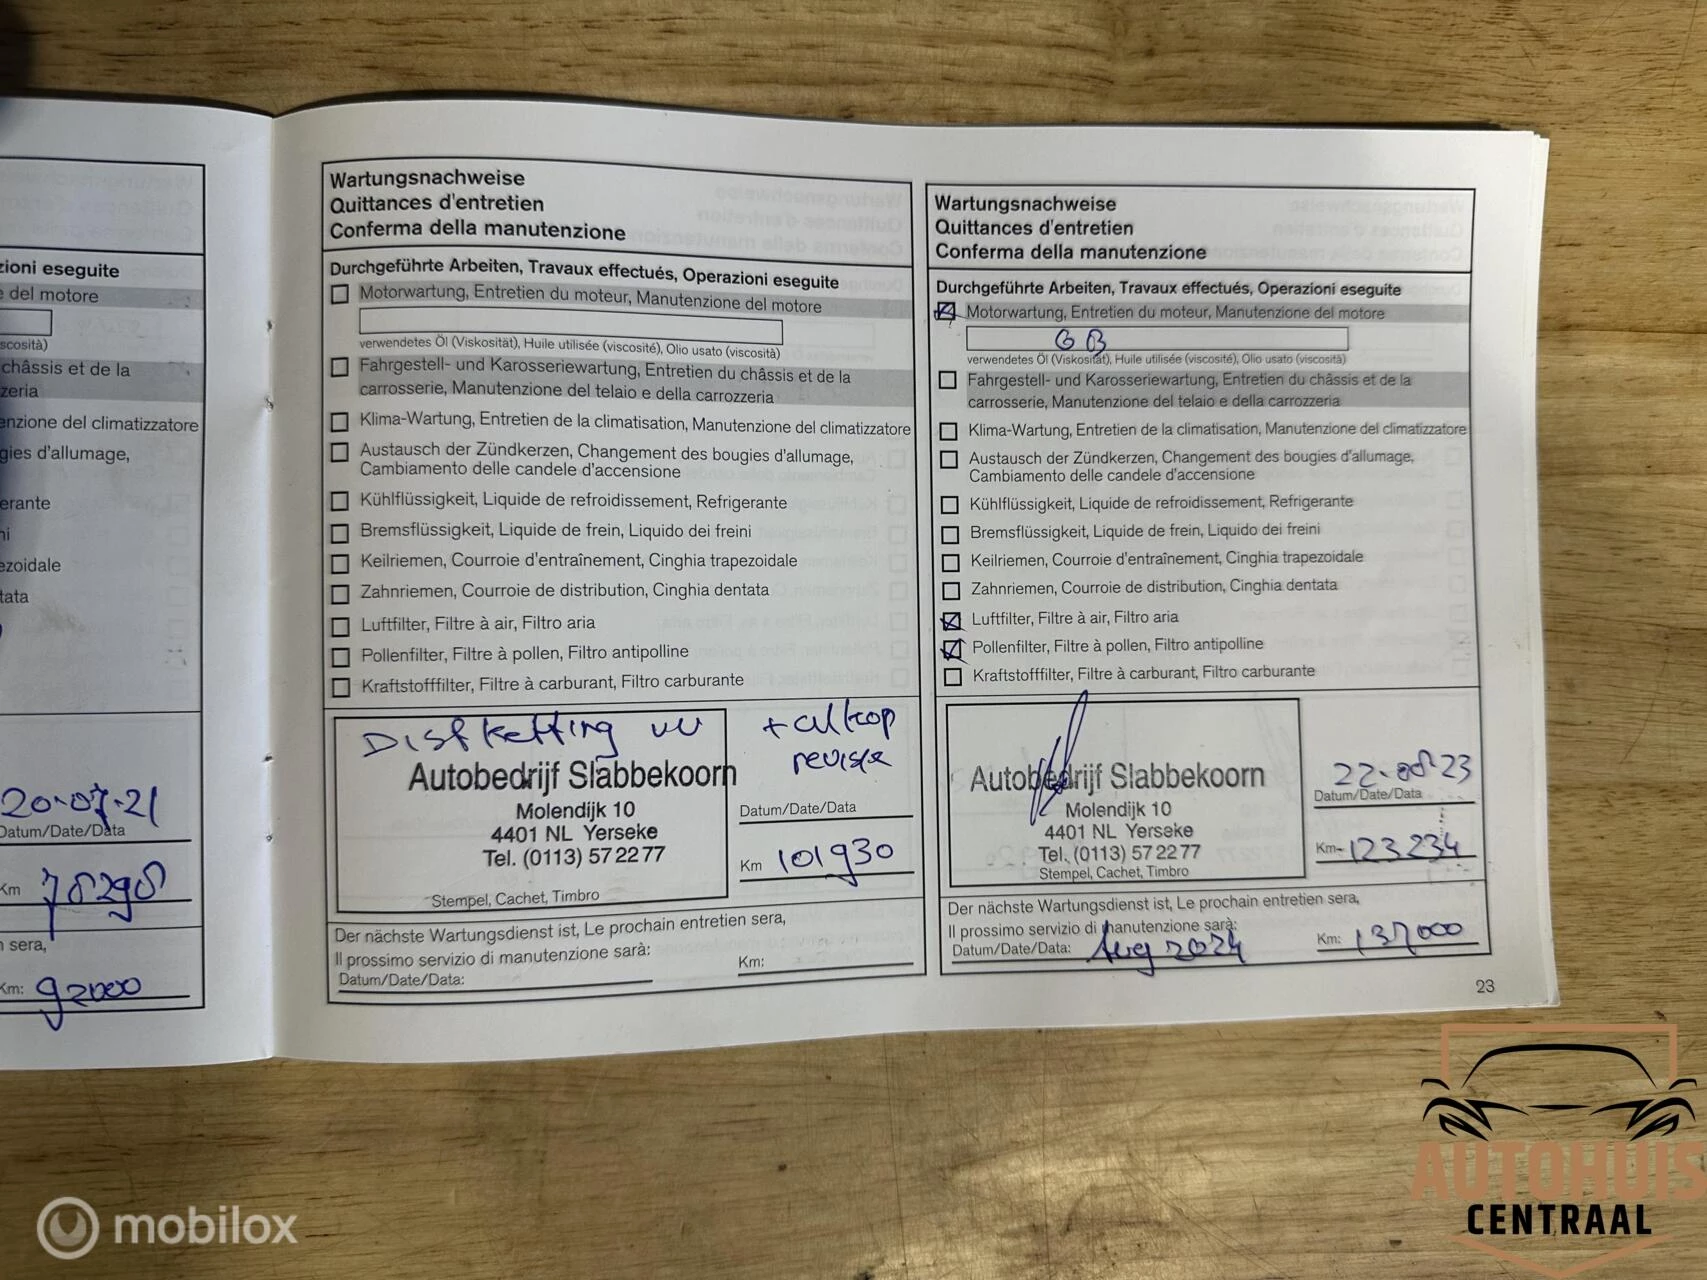 zioni eseguite
e del motore
scosità)
châssis et de la
zzeria
enzione del climatizzatore
gies d'allumage,
erante
ni
ezoidale
tata
20-07-21
Datum/Date/Data
Km 78298
n sera,
Km: 92000
Wartungsnachweise
Quittances d'entretien
Conferma della manutenzione
Durchgeführte Arbeiten, Travaux effectués, Operazioni eseguite
Motorwartung, Entretien du moteur, Manutenzione del motore
verwendetes Öl (Viskosität), Huile utilisée (viscosité), Olio usato (viscosità)
Fahrgestell- und Karosseriewartung, Entretien du châssis et de la
carrosserie, Manutenzione del telaio e della carrozzeria
Klima-Wartung, Entretien de la climatisation, Manutenzione del climatizzatore
Austausch der Zündkerzen, Changement des bougies d'allumage,
Cambiamento delle candele d'accensione
Kühlflüssigkeit, Liquide de refroidissement, Refrigerante
Bremsflüssigkeit, Liquide de frein, Liquido dei freini
Keilriemen, Courroie d'entraînement, Cinghia trapezoidale
Zahnriemen, Courroie de distribution, Cinghia dentata
Luftfilter, Filtre à air, Filtro aria
Pollenfilter, Filtre à pollen, Filtro antipolline
Kraftstofffilter, Filtre à carburant, Filtro carburante
Distketting vv
+ cilkop
revisie
Autobedrijf Slabbekoorn
Molendijk 10
4401 NL Yerseke
Tel. (0113) 57 22 77
Stempel, Cachet, Timbro
Datum/Date/Data
Km 101930
Der nächste Wartungsdienst ist, Le prochain entretien sera,
Il prossimo servizio di manutenzione sarà:
Datum/Date/Data:
Km:
Wartungsnachweise
Quittances d'entretien
Conferma della manutenzione
Durchgeführte Arbeiten, Travaux effectués, Operazioni eseguite
Motorwartung, Entretien du moteur, Manutenzione del motore
GB
verwendetes Öl (Viskosität), Huile utilisée (viscosité), Olio usato (viscosità)
Fahrgestell- und Karosseriewartung, Entretien du châssis et de la
carrosserie, Manutenzione del telaio e della carrozzeria
Klima-Wartung, Entretien de la climatisation, Manutenzione del climatizzatore
Austausch der Zündkerzen, Changement des bougies d'allumage,
Cambiamento delle candele d'accensione
Kühlflüssigkeit, Liquide de refroidissement, Refrigerante
Bremsflüssigkeit, Liquide de frein, Liquido dei freini
Keilriemen, Courroie d'entraînement, Cinghia trapezoidale
Zahnriemen, Courroie de distribution, Cinghia dentata
Luftfilter, Filtre à air, Filtro aria
Pollenfilter, Filtre à pollen, Filtro antipolline
Kraftstofffilter, Filtre à carburant, Filtro carburante
Autobedrijf Slabbekoorn
Molendijk 10
4401 NL Yerseke
Tel. (0113) 57 22 77
Stempel, Cachet, Timbro
22-08-23
Datum/Date/Data
Km 123234
Der nächste Wartungsdienst ist, Le prochain entretien sera,
Il prossimo servizio di manutenzione sarà:
Datum/Date/Data: Aug 2024
Km: 137000
23
mobilox
AUTOHUIS
CENTRAAL